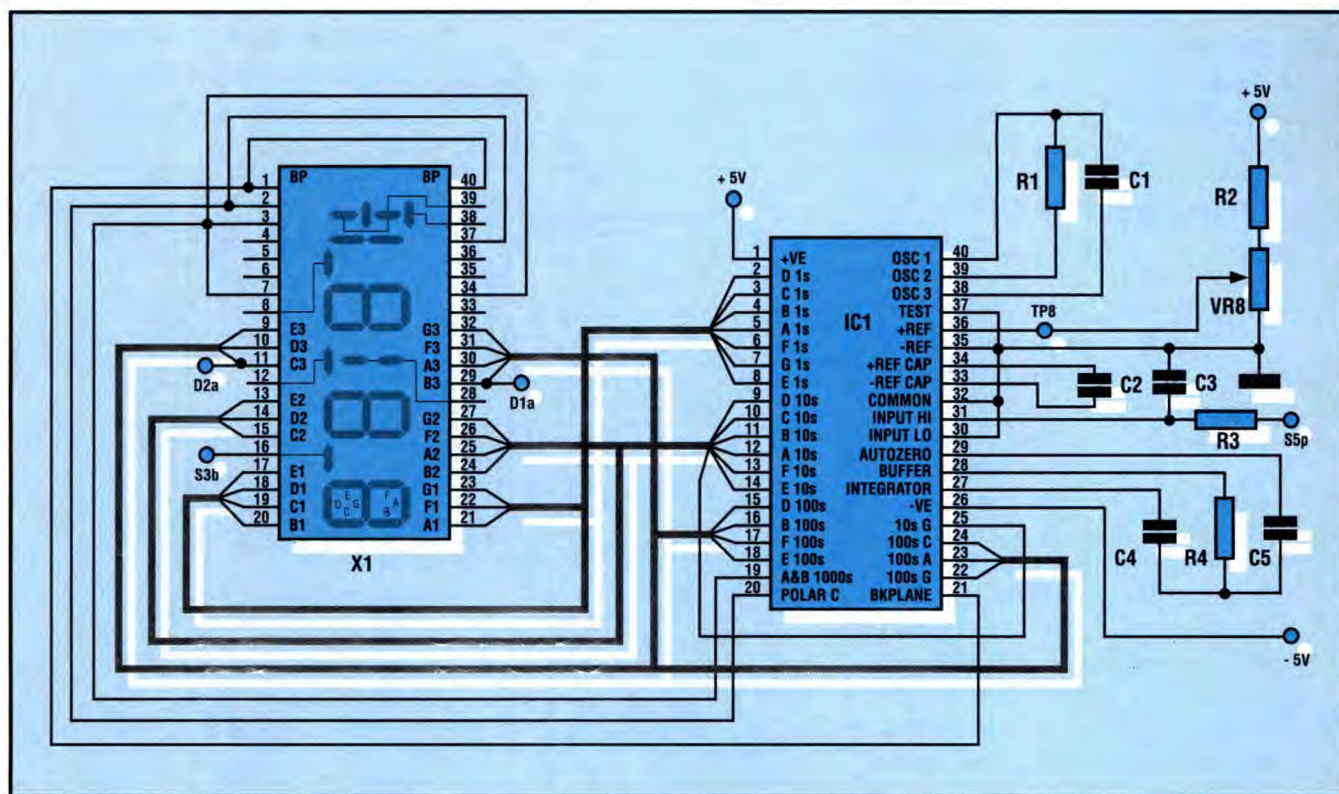 + 5V
+ 5V
BP BP
1 40
2 39
3 38
4 37
5 36
6 35
7 34
8 33
9 E3 G3 32
10 D3 F3 31
11 C3 A3 30
12 B3 29
13 E2 28
14 D2 G2 27
15 C2 F2 26
16 A2 25
17 E1 B2 24
18 D1 G1 23
19 C1 F1 22
20 B1 A1 21
D2a
D1a
S3b
D E C G
F A B
X1
1 +VE OSC 1 40
2 D 1s OSC 2 39
3 C 1s OSC 3 38
4 B 1s TEST 37
5 A 1s +REF 36
6 F 1s -REF 35
7 G 1s +REF CAP 34
8 E 1s -REF CAP 33
9 D 10s COMMON 32
10 C 10s INPUT HI 31
11 B 10s INPUT LO 30
12 A 10s AUTOZERO 29
13 F 10s BUFFER 28
14 E 10s INTEGRATOR 27
15 D 100s -VE 26
16 B 100s 10s G 25
17 F 100s 100s C 24
18 E 100s 100s A 23
19 A&B 1000s 100s G 22
20 POLAR C BKPLANE 21
IC1
R1
C1
R2
VR8
TP8
C2
C3
R3
S5p
C4
R4
C5
- 5V